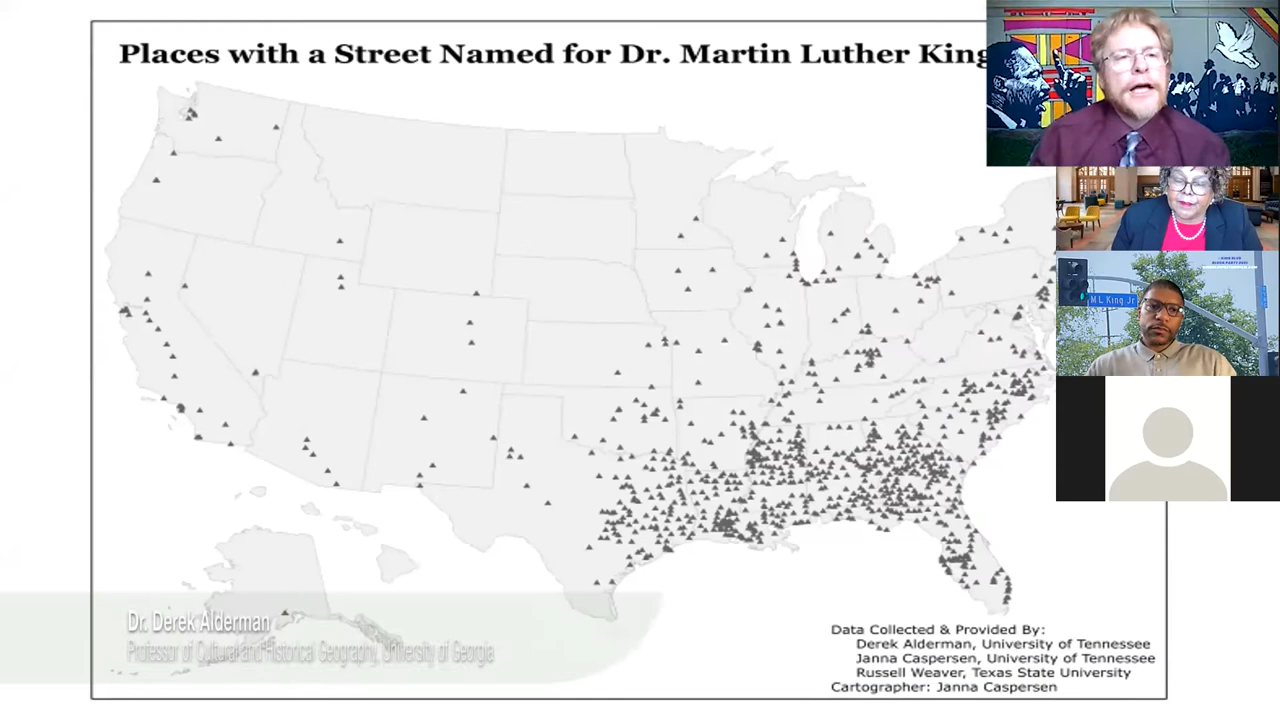 Places with a Street Named for Dr. Martin Luther King
M L King Jr
Dr. Derek Alderman
Professor of Cultural and Historical Geography, University of Georgia
Data Collected & Provided By:
Derek Alderman, University of Tennessee
Janna Caspersen, University of Tennessee
Russell Weaver, Texas State University
Cartographer: Janna Caspersen